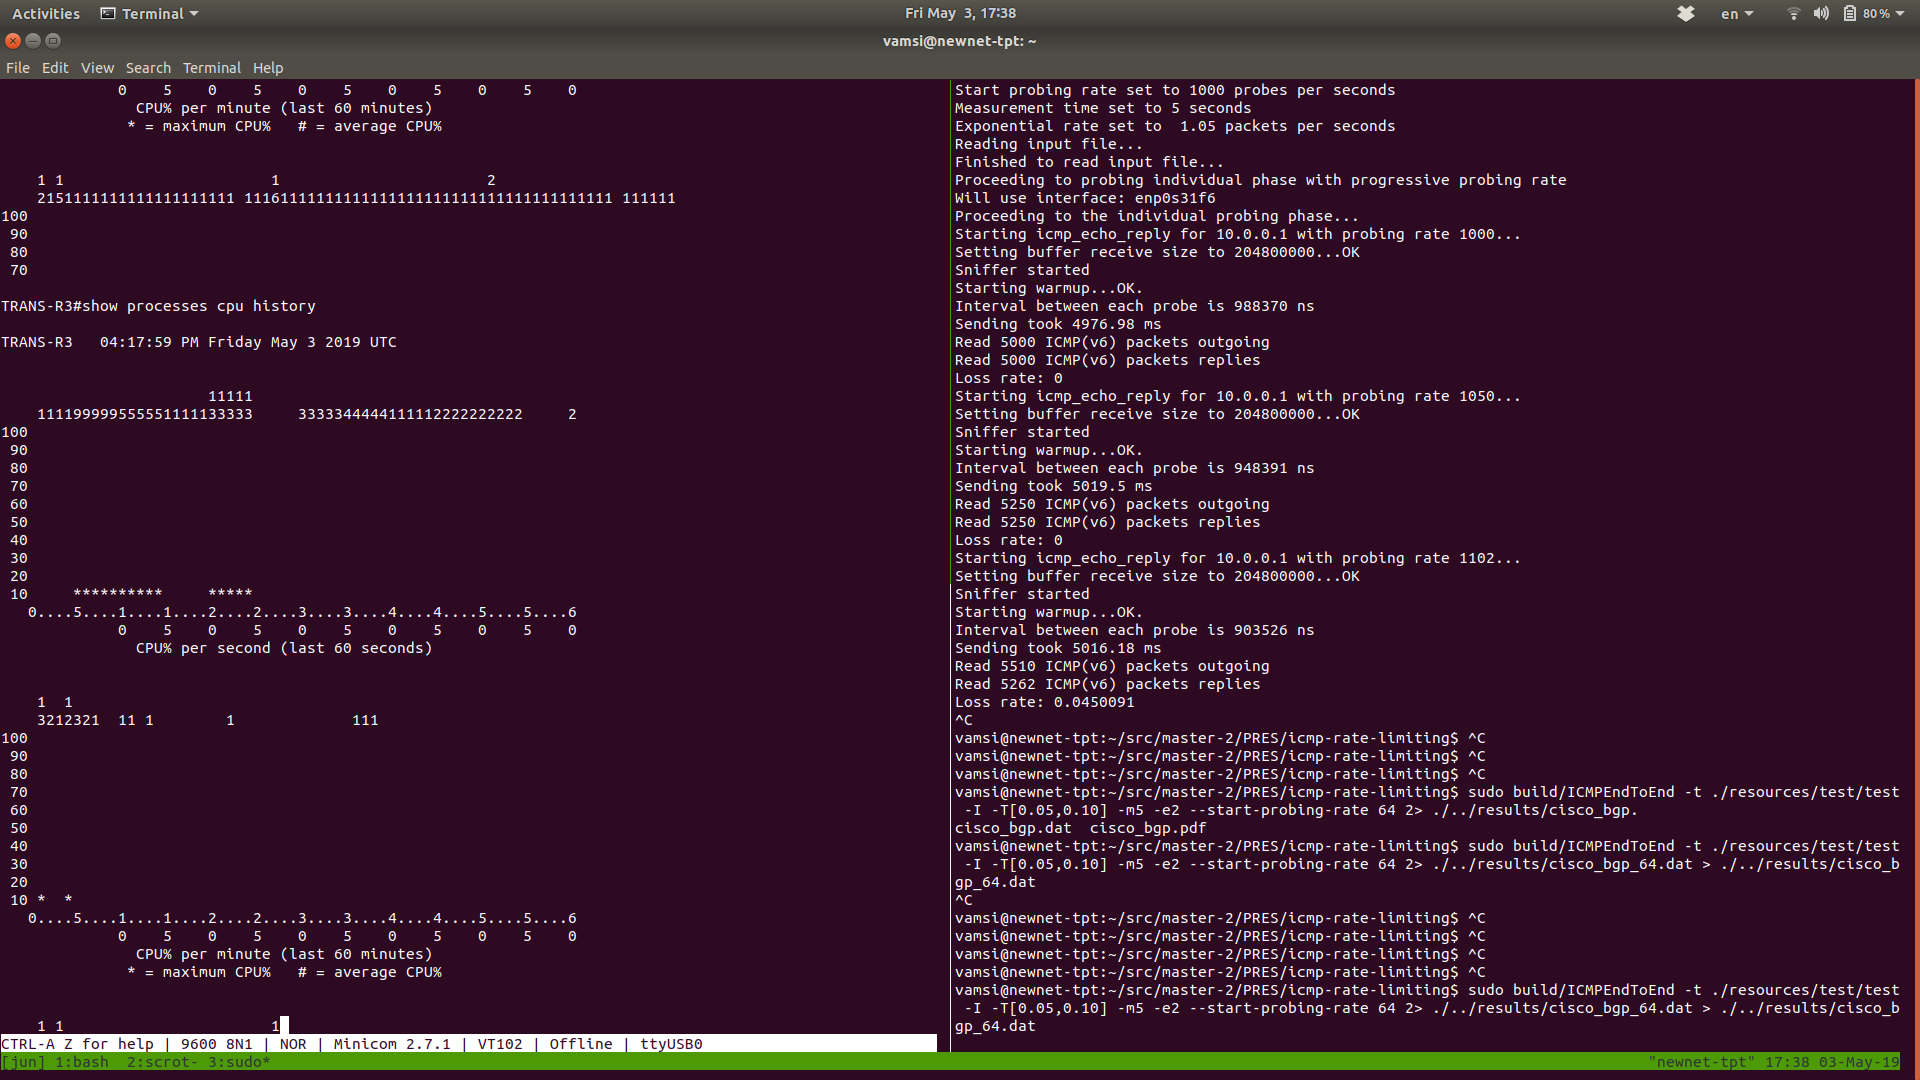 Activities Terminal Fri May 3, 17:38 en 80%
vamsi@newnet-tpt: ~
File Edit View Search Terminal Help
            0    5    0    5    0    5    0    5    0    5    0
              CPU% per minute (last 60 minutes)
             * = maximum CPU%   # = average CPU%
    1 1                       1                       2
    2151111111111111111111 1116111111111111111111111111111111111111 111111
100
 90
 80
 70
TRANS-R3#show processes cpu history
TRANS-R3   04:17:59 PM Friday May 3 2019 UTC
                       11111
    111199999555551111133333     3333344444111112222222222     2
100
 90
 80
 70
 60
 50
 40
 30
 20
 10     **********     *****
   0....5....1....1....2....2....3....3....4....4....5....5....6
             0    5    0    5    0    5    0    5    0    5    0
               CPU% per second (last 60 seconds)
    1  1
    3212321  11 1        1             111
100
 90
 80
 70
 60
 50
 40
 30
 20
 10 *  *
   0....5....1....1....2....2....3....3....4....4....5....5....6
             0    5    0    5    0    5    0    5    0    5    0
               CPU% per minute (last 60 minutes)
              * = maximum CPU%   # = average CPU%
    1 1                       1
CTRL-A Z for help | 9600 8N1 | NOR | Minicom 2.7.1 | VT102 | Offline | ttyUSB0
Start probing rate set to 1000 probes per seconds
Measurement time set to 5 seconds
Exponential rate set to  1.05 packets per seconds
Reading input file...
Finished to read input file...
Proceeding to probing individual phase with progressive probing rate
Will use interface: enp0s31f6
Proceeding to the individual probing phase...
Starting icmp_echo_reply for 10.0.0.1 with probing rate 1000...
Setting buffer receive size to 204800000...OK
Sniffer started
Starting warmup...OK.
Interval between each probe is 988370 ns
Sending took 4976.98 ms
Read 5000 ICMP(v6) packets outgoing
Read 5000 ICMP(v6) packets replies
Loss rate: 0
Starting icmp_echo_reply for 10.0.0.1 with probing rate 1050...
Setting buffer receive size to 204800000...OK
Sniffer started
Starting warmup...OK.
Interval between each probe is 948391 ns
Sending took 5019.5 ms
Read 5250 ICMP(v6) packets outgoing
Read 5250 ICMP(v6) packets replies
Loss rate: 0
Starting icmp_echo_reply for 10.0.0.1 with probing rate 1102...
Setting buffer receive size to 204800000...OK
Sniffer started
Starting warmup...OK.
Interval between each probe is 903526 ns
Sending took 5016.18 ms
Read 5510 ICMP(v6) packets outgoing
Read 5262 ICMP(v6) packets replies
Loss rate: 0.0450091
^C
vamsi@newnet-tpt:~/src/master-2/PRES/icmp-rate-limiting$ ^C
vamsi@newnet-tpt:~/src/master-2/PRES/icmp-rate-limiting$ ^C
vamsi@newnet-tpt:~/src/master-2/PRES/icmp-rate-limiting$ ^C
vamsi@newnet-tpt:~/src/master-2/PRES/icmp-rate-limiting$ sudo build/ICMPEndToEnd -t ./resources/test/test
 -I -T[0.05,0.10] -m5 -e2 --start-probing-rate 64 2> ./../results/cisco_bgp.
cisco_bgp.dat  cisco_bgp.pdf
vamsi@newnet-tpt:~/src/master-2/PRES/icmp-rate-limiting$ sudo build/ICMPEndToEnd -t ./resources/test/test
 -I -T[0.05,0.10] -m5 -e2 --start-probing-rate 64 2> ./../results/cisco_bgp_64.dat > ./../results/cisco_b
gp_64.dat
^C
vamsi@newnet-tpt:~/src/master-2/PRES/icmp-rate-limiting$ ^C
vamsi@newnet-tpt:~/src/master-2/PRES/icmp-rate-limiting$ ^C
vamsi@newnet-tpt:~/src/master-2/PRES/icmp-rate-limiting$ ^C
vamsi@newnet-tpt:~/src/master-2/PRES/icmp-rate-limiting$ ^C
vamsi@newnet-tpt:~/src/master-2/PRES/icmp-rate-limiting$ sudo build/ICMPEndToEnd -t ./resources/test/test
 -I -T[0.05,0.10] -m5 -e2 --start-probing-rate 64 2> ./../results/cisco_bgp_64.dat > ./../results/cisco_b
gp_64.dat
[jun] 1:bash  2:scrot- 3:sudo* "newnet-tpt" 17:38 03-May-19